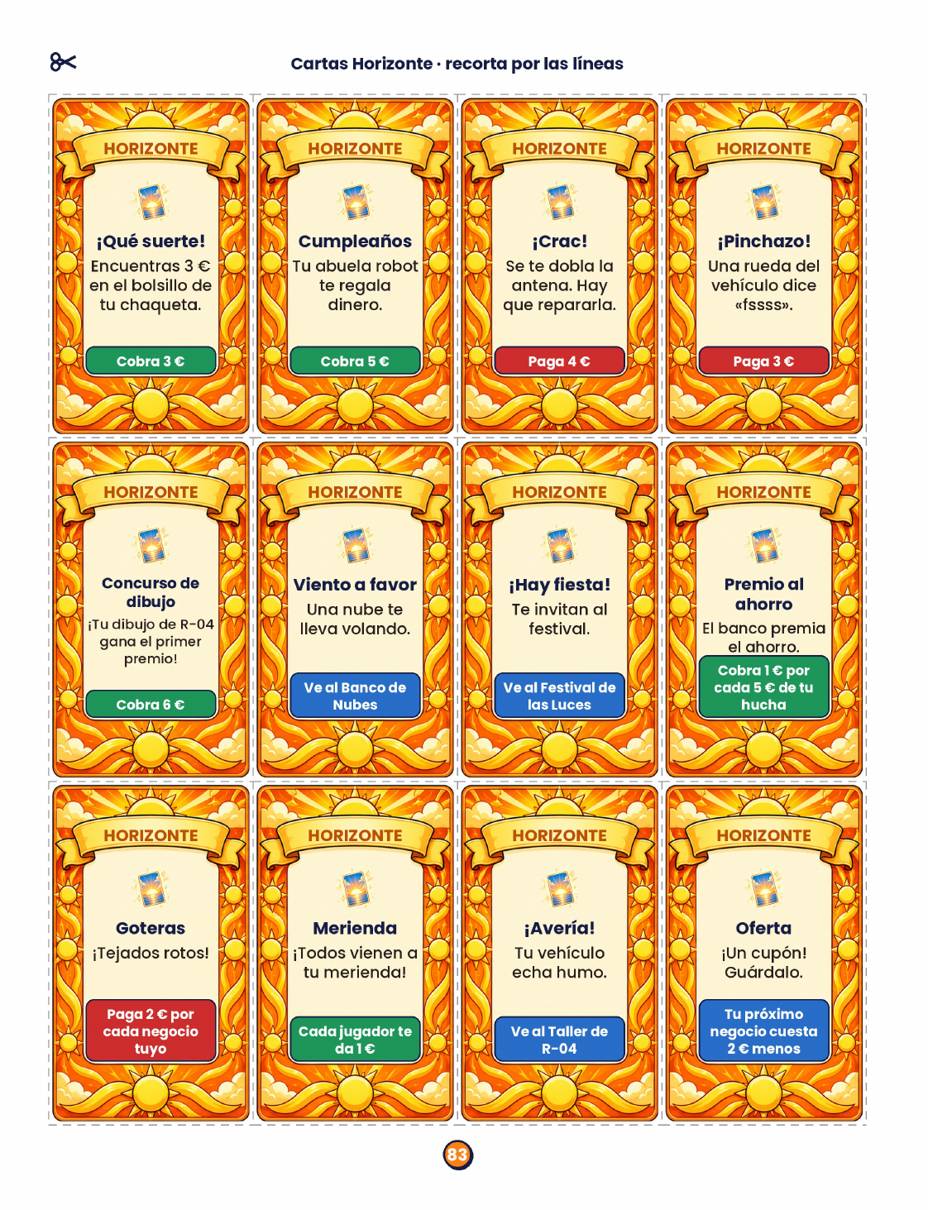 Cartas Horizonte · recorta por las líneas
HORIZONTE
¡Qué suerte!
Encuentras 3 €
en el bolsillo de
tu chaqueta.
Cobra 3 €
HORIZONTE
Cumpleaños
Tu abuela robot
te regala
dinero.
Cobra 5 €
HORIZONTE
¡Crac!
Se te dobla la
antena. Hay
que repararla.
Paga 4 €
HORIZONTE
¡Pinchazo!
Una rueda del
vehículo dice
«fssss».
Paga 3 €
HORIZONTE
Concurso de
dibujo
¡Tu dibujo de R-04
gana el primer
premio!
Cobra 6 €
HORIZONTE
Viento a favor
Una nube te
lleva volando.
Ve al Banco de
Nubes
HORIZONTE
¡Hay fiesta!
Te invitan al
festival.
Ve al Festival de
las Luces
HORIZONTE
Premio al
ahorro
El banco premia
el ahorro.
Cobra 1 € por
cada 5 € de tu
hucha
HORIZONTE
Goteras
¡Tejados rotos!
Paga 2 € por
cada negocio
tuyo
HORIZONTE
Merienda
¡Todos vienen a
tu merienda!
Cada jugador te
da 1 €
HORIZONTE
¡Avería!
Tu vehículo
echa humo.
Ve al Taller de
R-04
HORIZONTE
Oferta
¡Un cupón!
Guárdalo.
Tu próximo
negocio cuesta
2 € menos
83